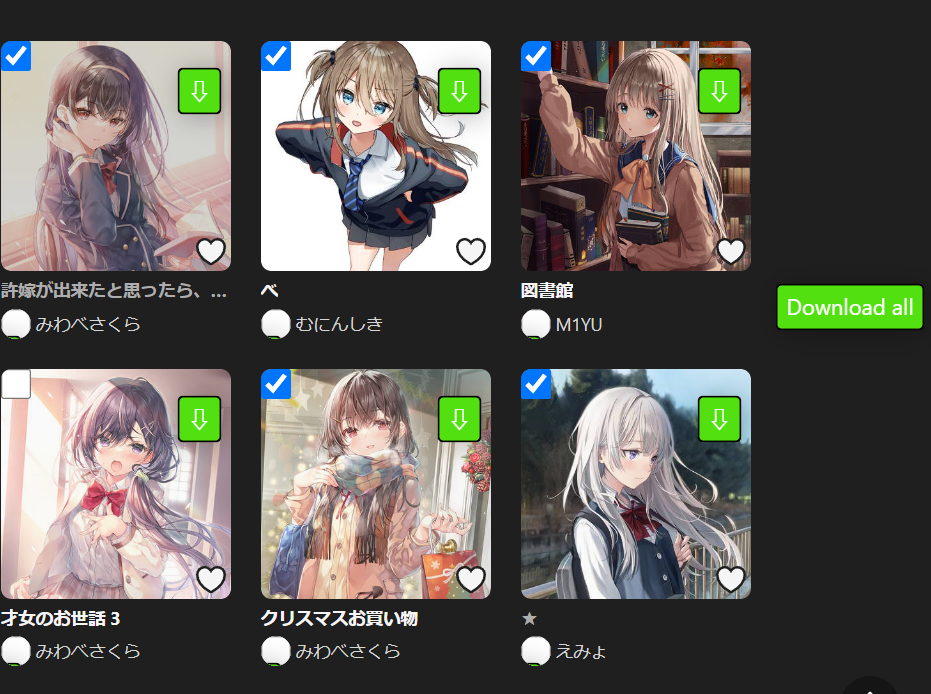 許嫁が出来たと思ったら、...
べ
図書館
みわべさくら
むにんしき
M1YU
Download all
才女のお世話 3
クリスマスお買い物
★
みわべさくら
みわべさくら
えみょ